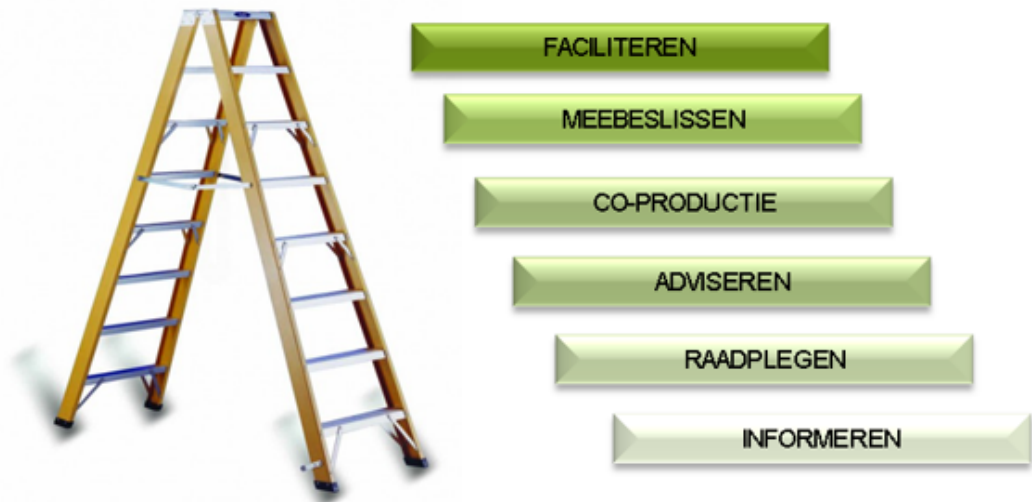 FACILITEREN
MEEBESLISSEN
CO-PRODUCTIE
ADVISEREN
RAADPLEGEN
INFORMEREN